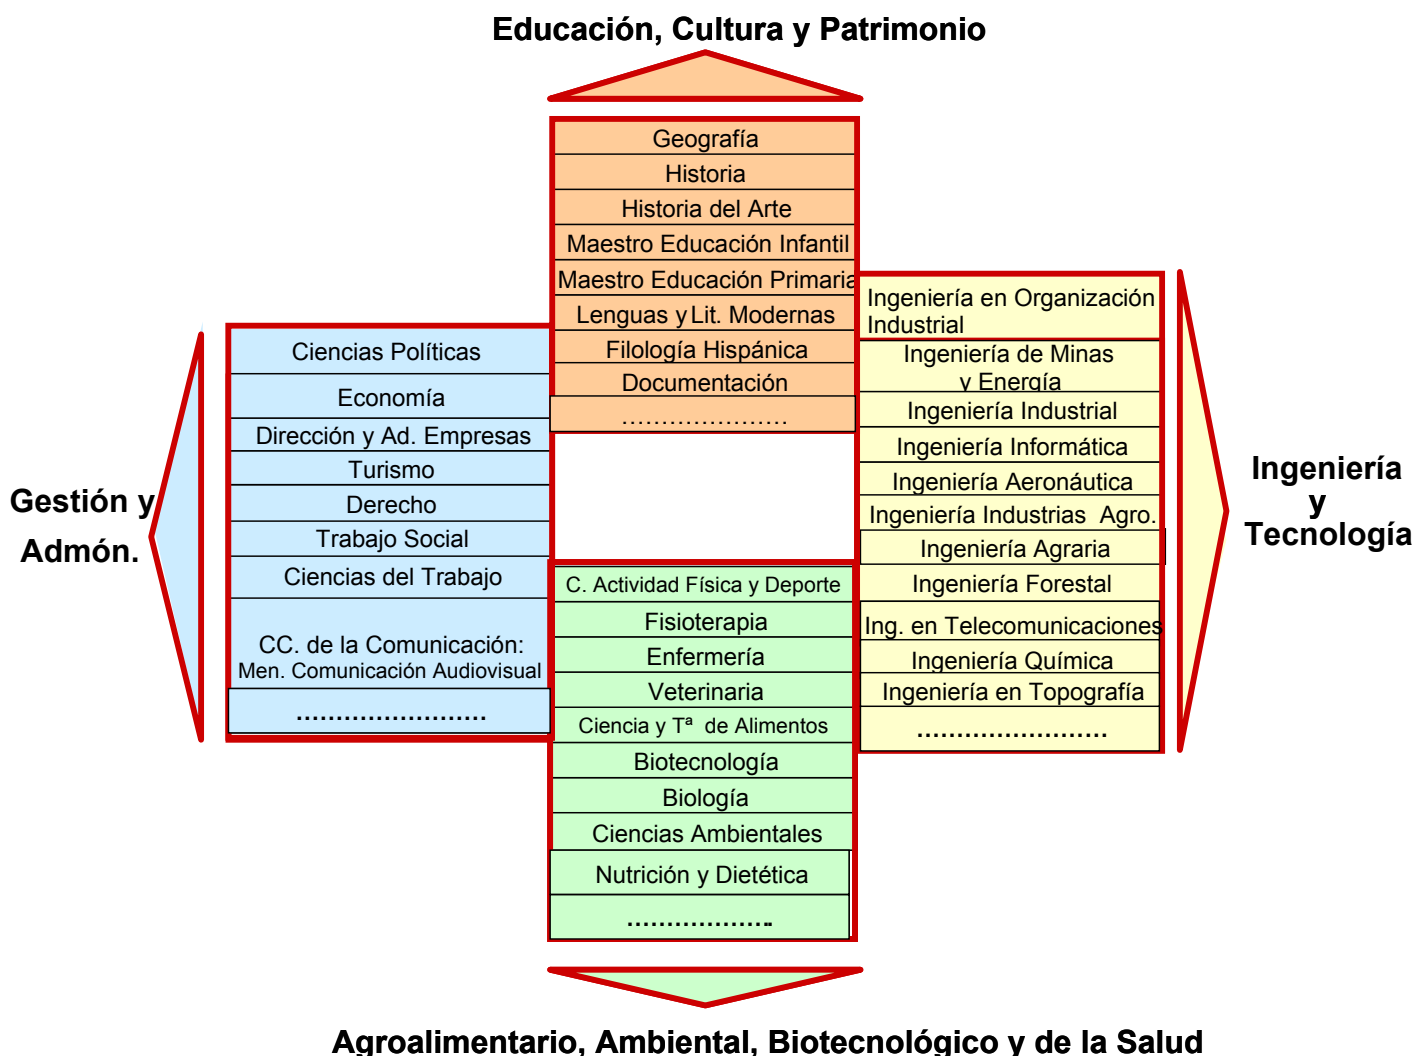 Educación, Cultura y Patrimonio
Geografía
Historia
Historia del Arte
Maestro Educación Infantil
Maestro Educación Primaria
Lenguas y Lit. Modernas
Filología Hispánica
Documentación
…………………
Gestión y
Admón.
Ciencias Políticas
Economía
Dirección y Ad. Empresas
Turismo
Derecho
Trabajo Social
Ciencias del Trabajo
CC. de la Comunicación:
Men. Comunicación Audiovisual
……………………
Ingeniería en Organización
Industrial
Ingeniería de Minas
y Energía
Ingeniería Industrial
Ingeniería Informática
Ingeniería Aeronáutica
Ingeniería Industrias Agro.
Ingeniería Agraria
Ingeniería Forestal
Ing. en Telecomunicaciones
Ingeniería Química
Ingeniería en Topografía
……………………
Ingeniería
y
Tecnología
C. Actividad Física y Deporte
Fisioterapia
Enfermería
Veterinaria
Ciencia y Tª de Alimentos
Biotecnología
Biología
Ciencias Ambientales
Nutrición y Dietética
………………..
Agroalimentario, Ambiental, Biotecnológico y de la Salud